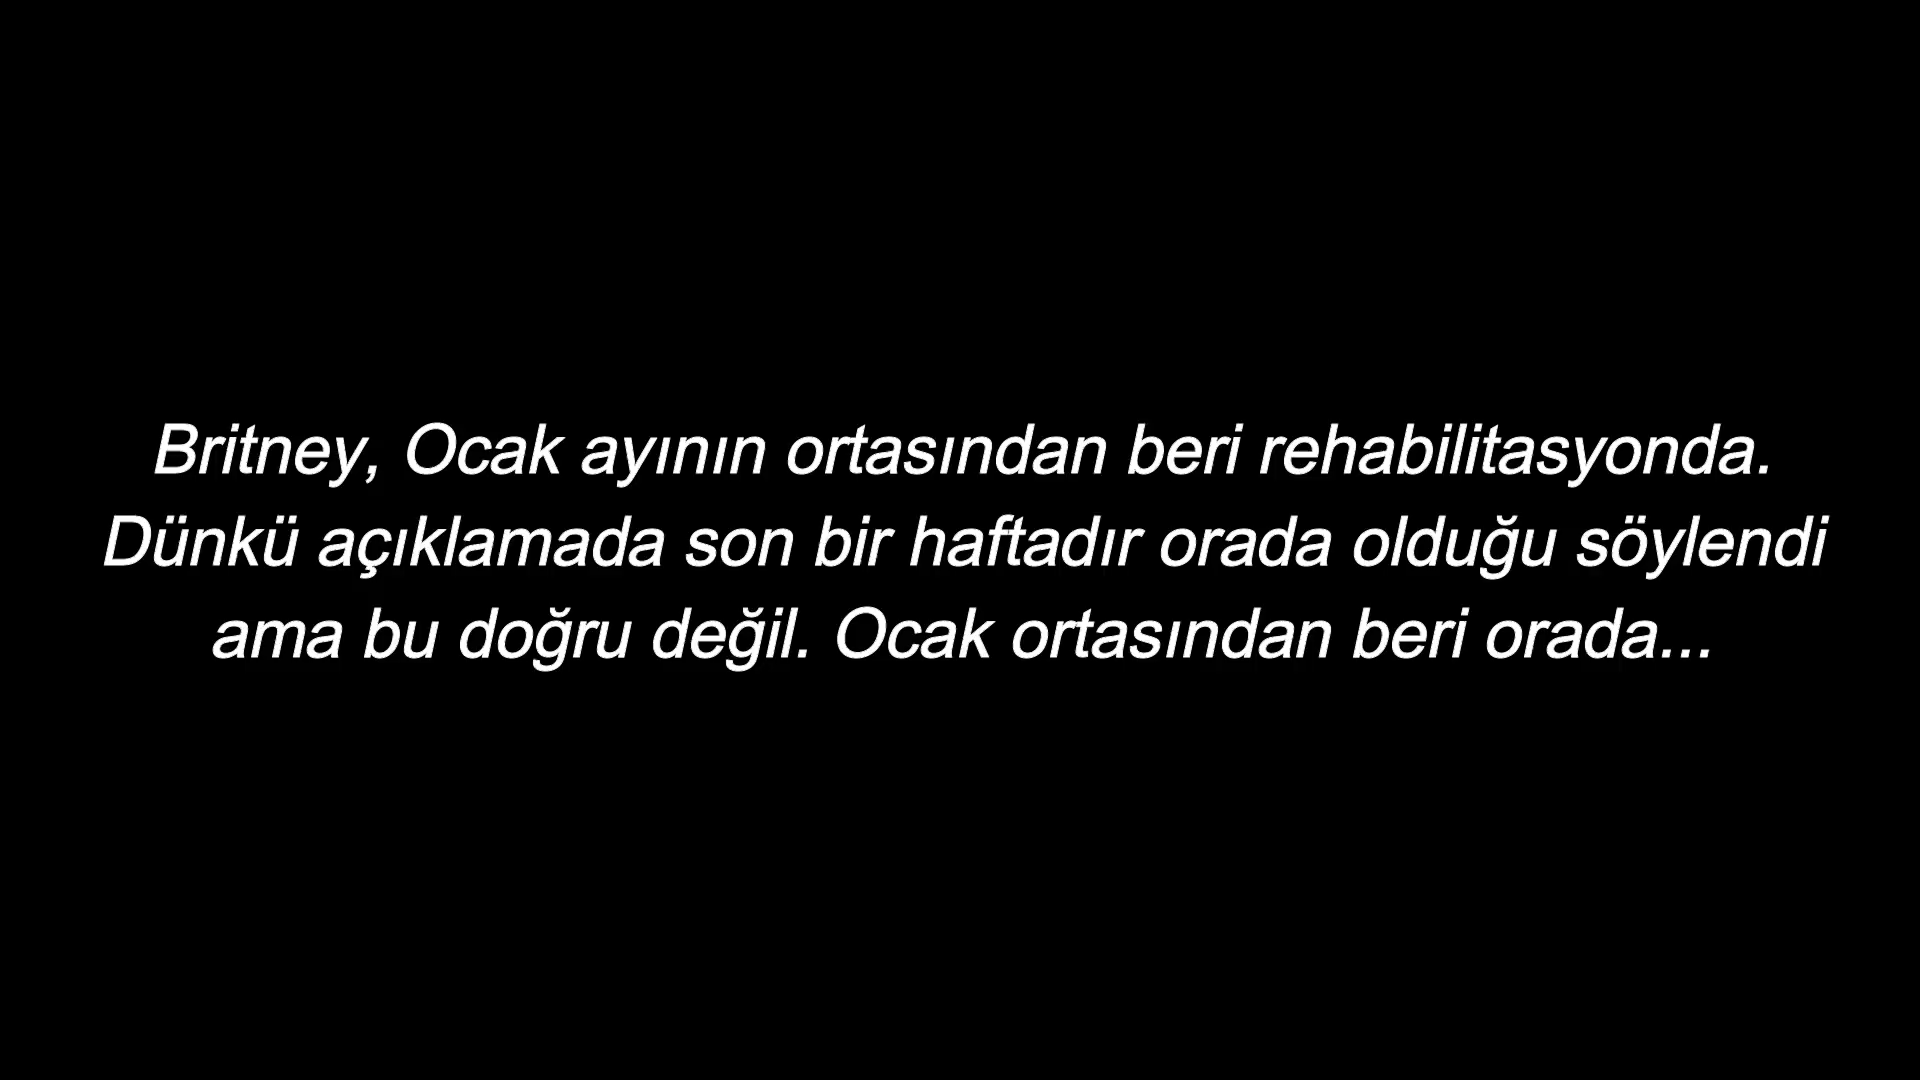 Britney, Ocak ayının ortasından beri rehabilitasyonda.
Dünkü açıklamada son bir haftadır orada olduğu söylendi
ama bu doğru değil. Ocak ortasından beri orada...